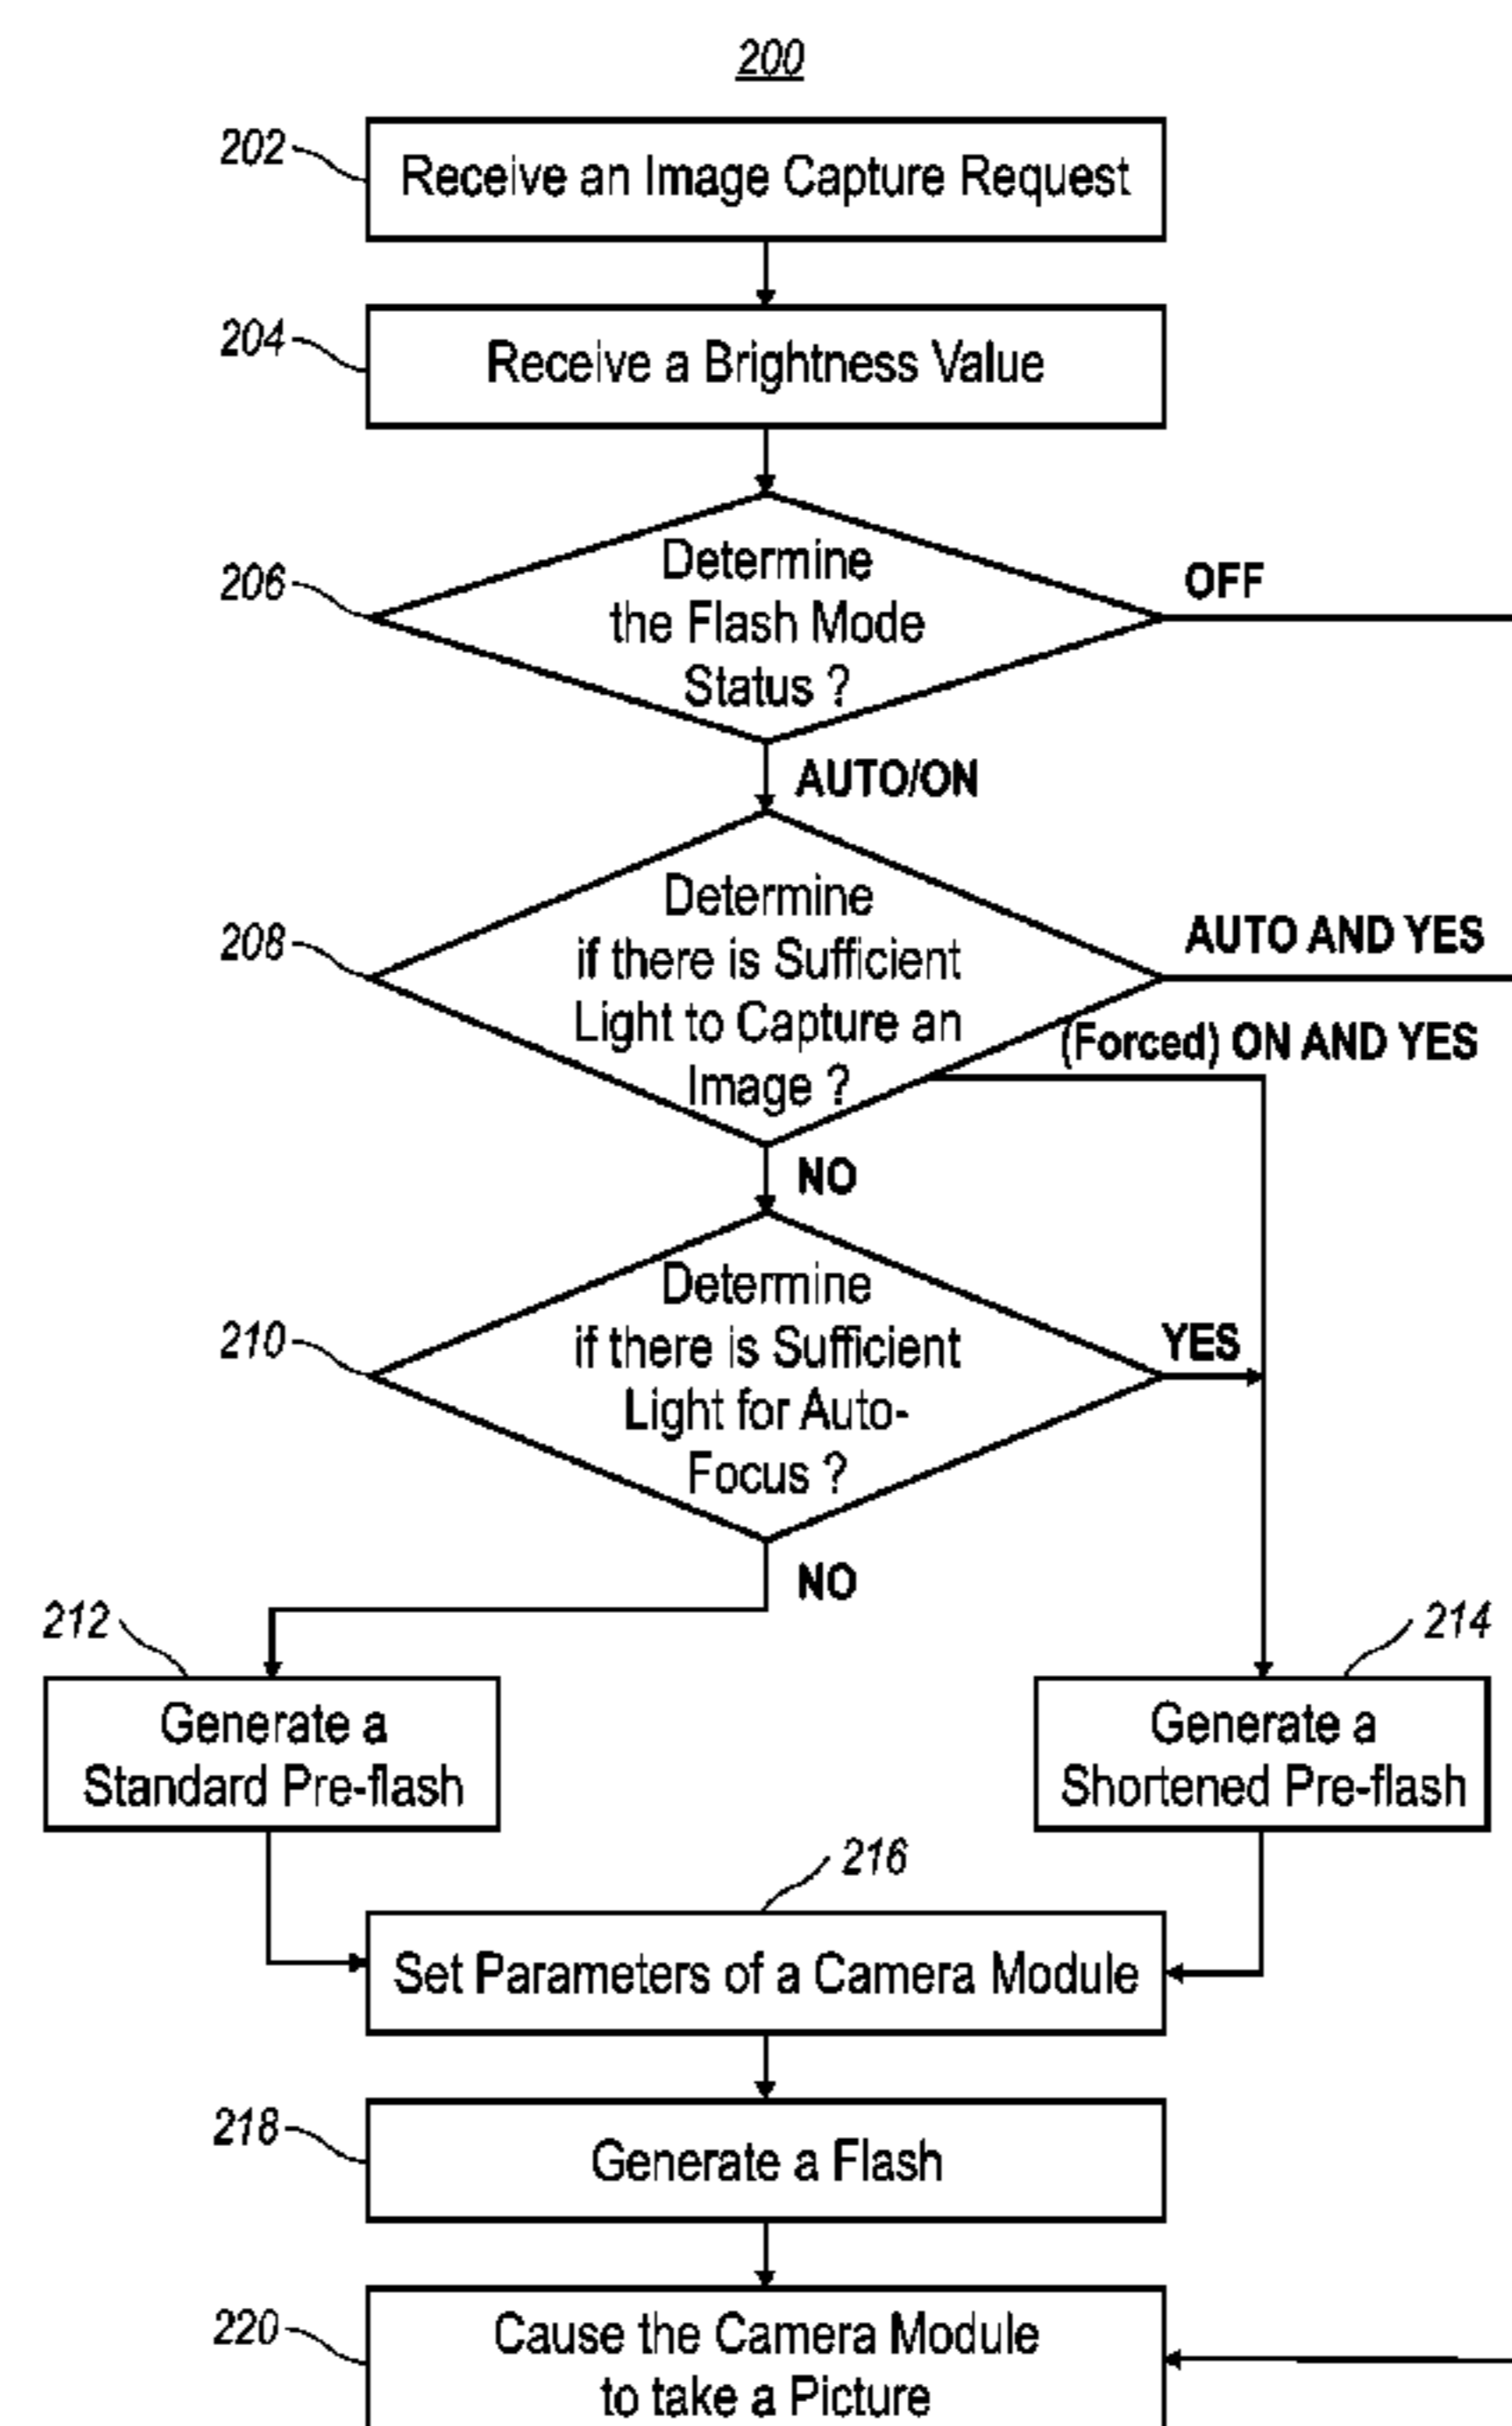 200
202
Receive an Image Capture Request
204
Receive a Brightness Value
206
Determine
the Flash Mode
Status ?
OFF
AUTO/ON
208
Determine
if there is Sufficient
Light to Capture an
Image ?
AUTO AND YES
(Forced) ON AND YES
NO
210
Determine
if there is Sufficient
Light for Auto-
Focus ?
YES
NO
212
Generate a
Standard Pre-flash
214
Generate a
Shortened Pre-flash
216
Set Parameters of a Camera Module
218
Generate a Flash
220
Cause the Camera Module
to take a Picture